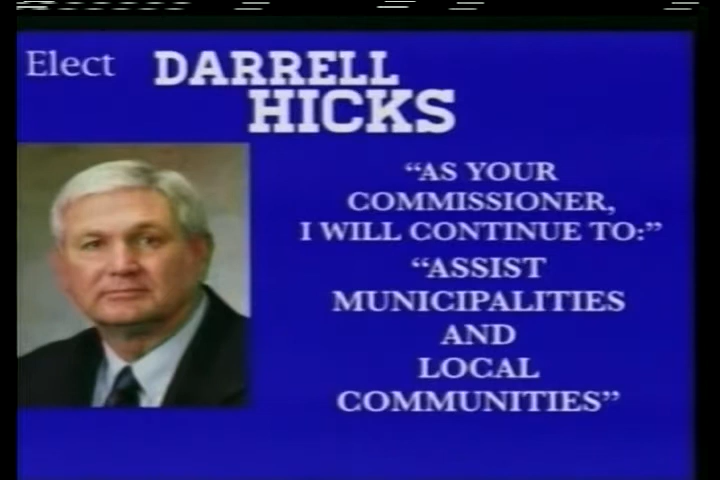 Elect DARRELL
HICKS
“AS YOUR
COMMISSIONER,
I WILL CONTINUE TO:”
“ASSIST
MUNICIPALITIES
AND
LOCAL
COMMUNITIES”